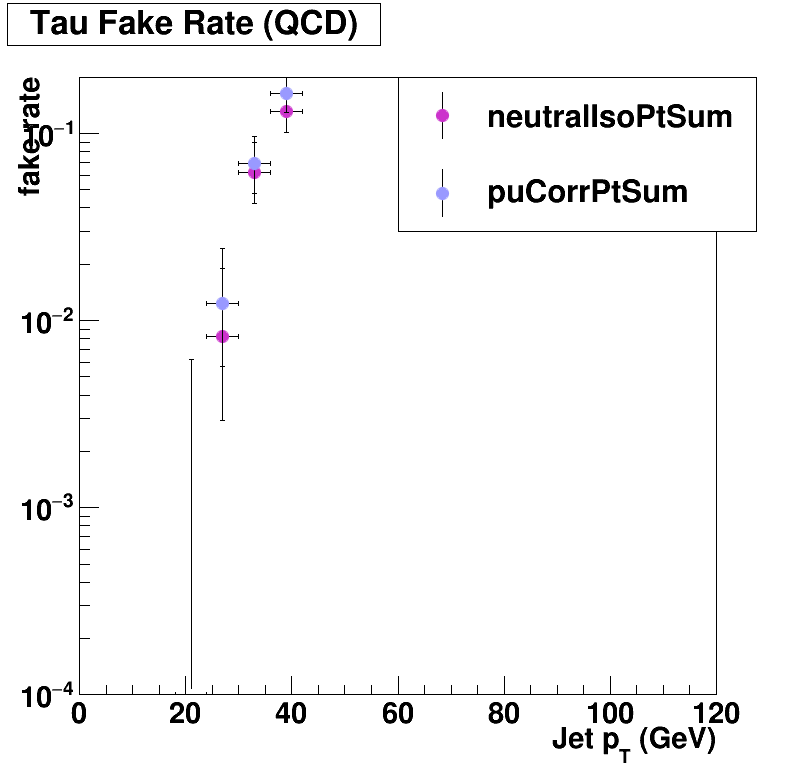 Tau Fake Rate (QCD)
fake rate
neutralIsoPtSum
puCorrPtSum
10⁻¹
10⁻²
10⁻³
10⁻⁴
0 20 40 60 80 100 120
Jet p_T (GeV)